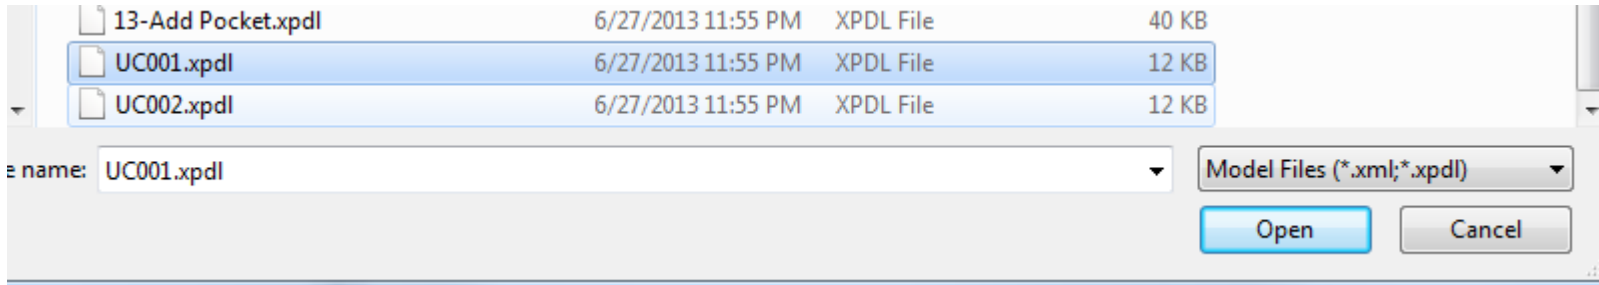 13-Add Pocket.xpdl 6/27/2013 11:55 PM XPDL File 40 KB
UC001.xpdl 6/27/2013 11:55 PM XPDL File 12 KB
UC002.xpdl 6/27/2013 11:55 PM XPDL File 12 KB
e name: UC001.xpdl Model Files (*.xml;*.xpdl)
Open Cancel